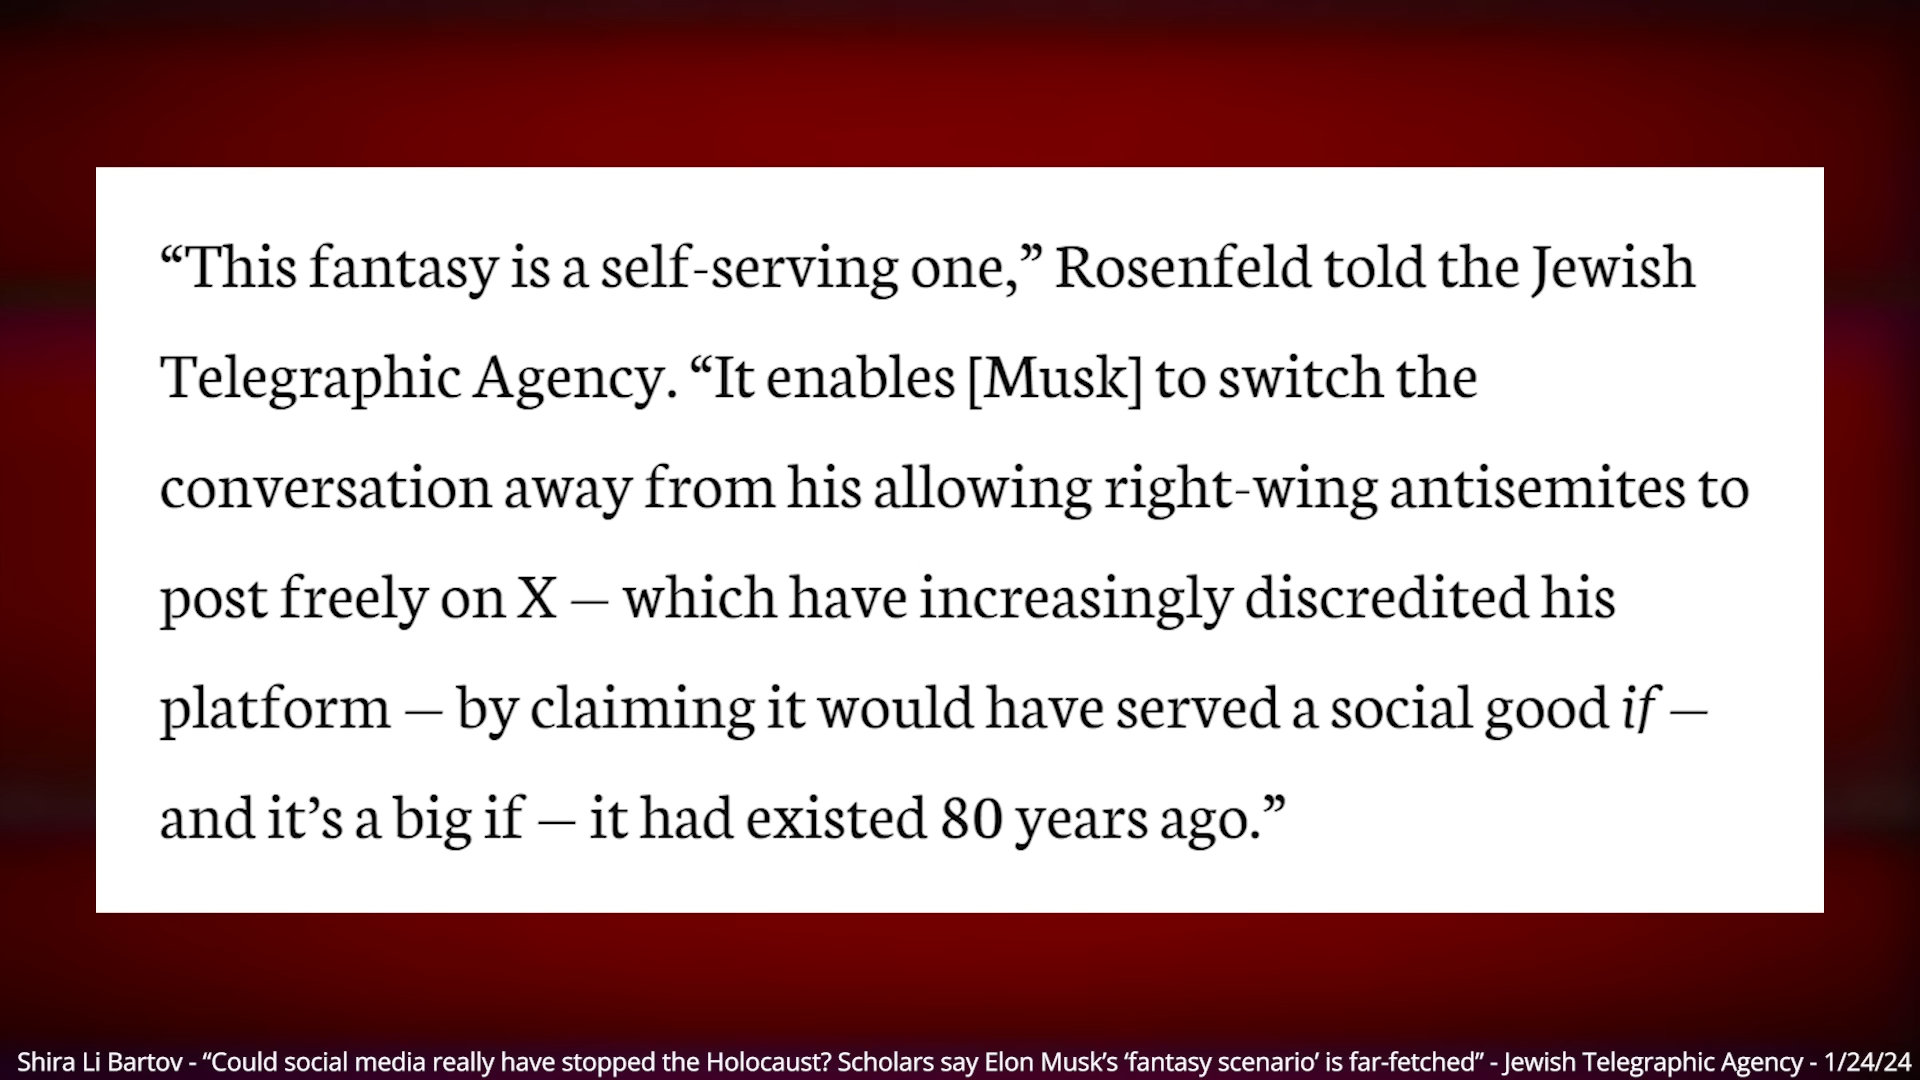 “This fantasy is a self-serving one,” Rosenfeld told the Jewish
Telegraphic Agency. “It enables [Musk] to switch the
conversation away from his allowing right-wing antisemites to
post freely on X — which have increasingly discredited his
platform — by claiming it would have served a social good if —
and it’s a big if — it had existed 80 years ago.”
Shira Li Bartov - “Could social media really have stopped the Holocaust? Scholars say Elon Musk’s ‘fantasy scenario’ is far-fetched” - Jewish Telegraphic Agency - 1/24/24